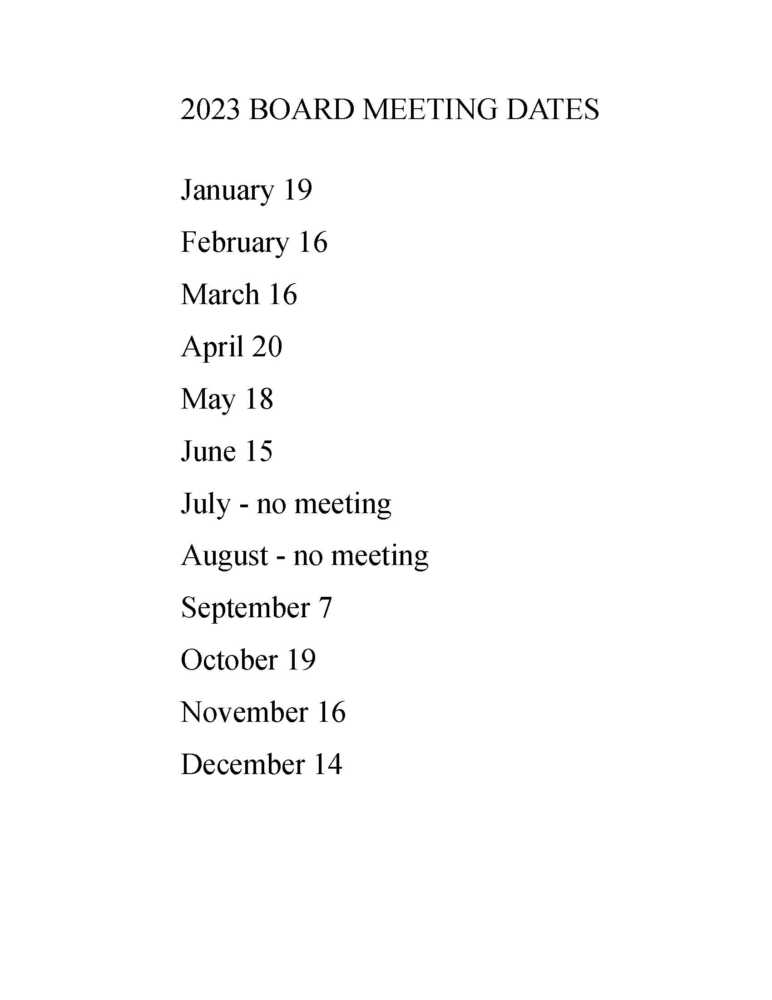 2023 BOARD MEETING DATES
January 19
February 16
March 16
April 20
May 18
June 15
July - no meeting
August - no meeting
September 7
October 19
November 16
December 14